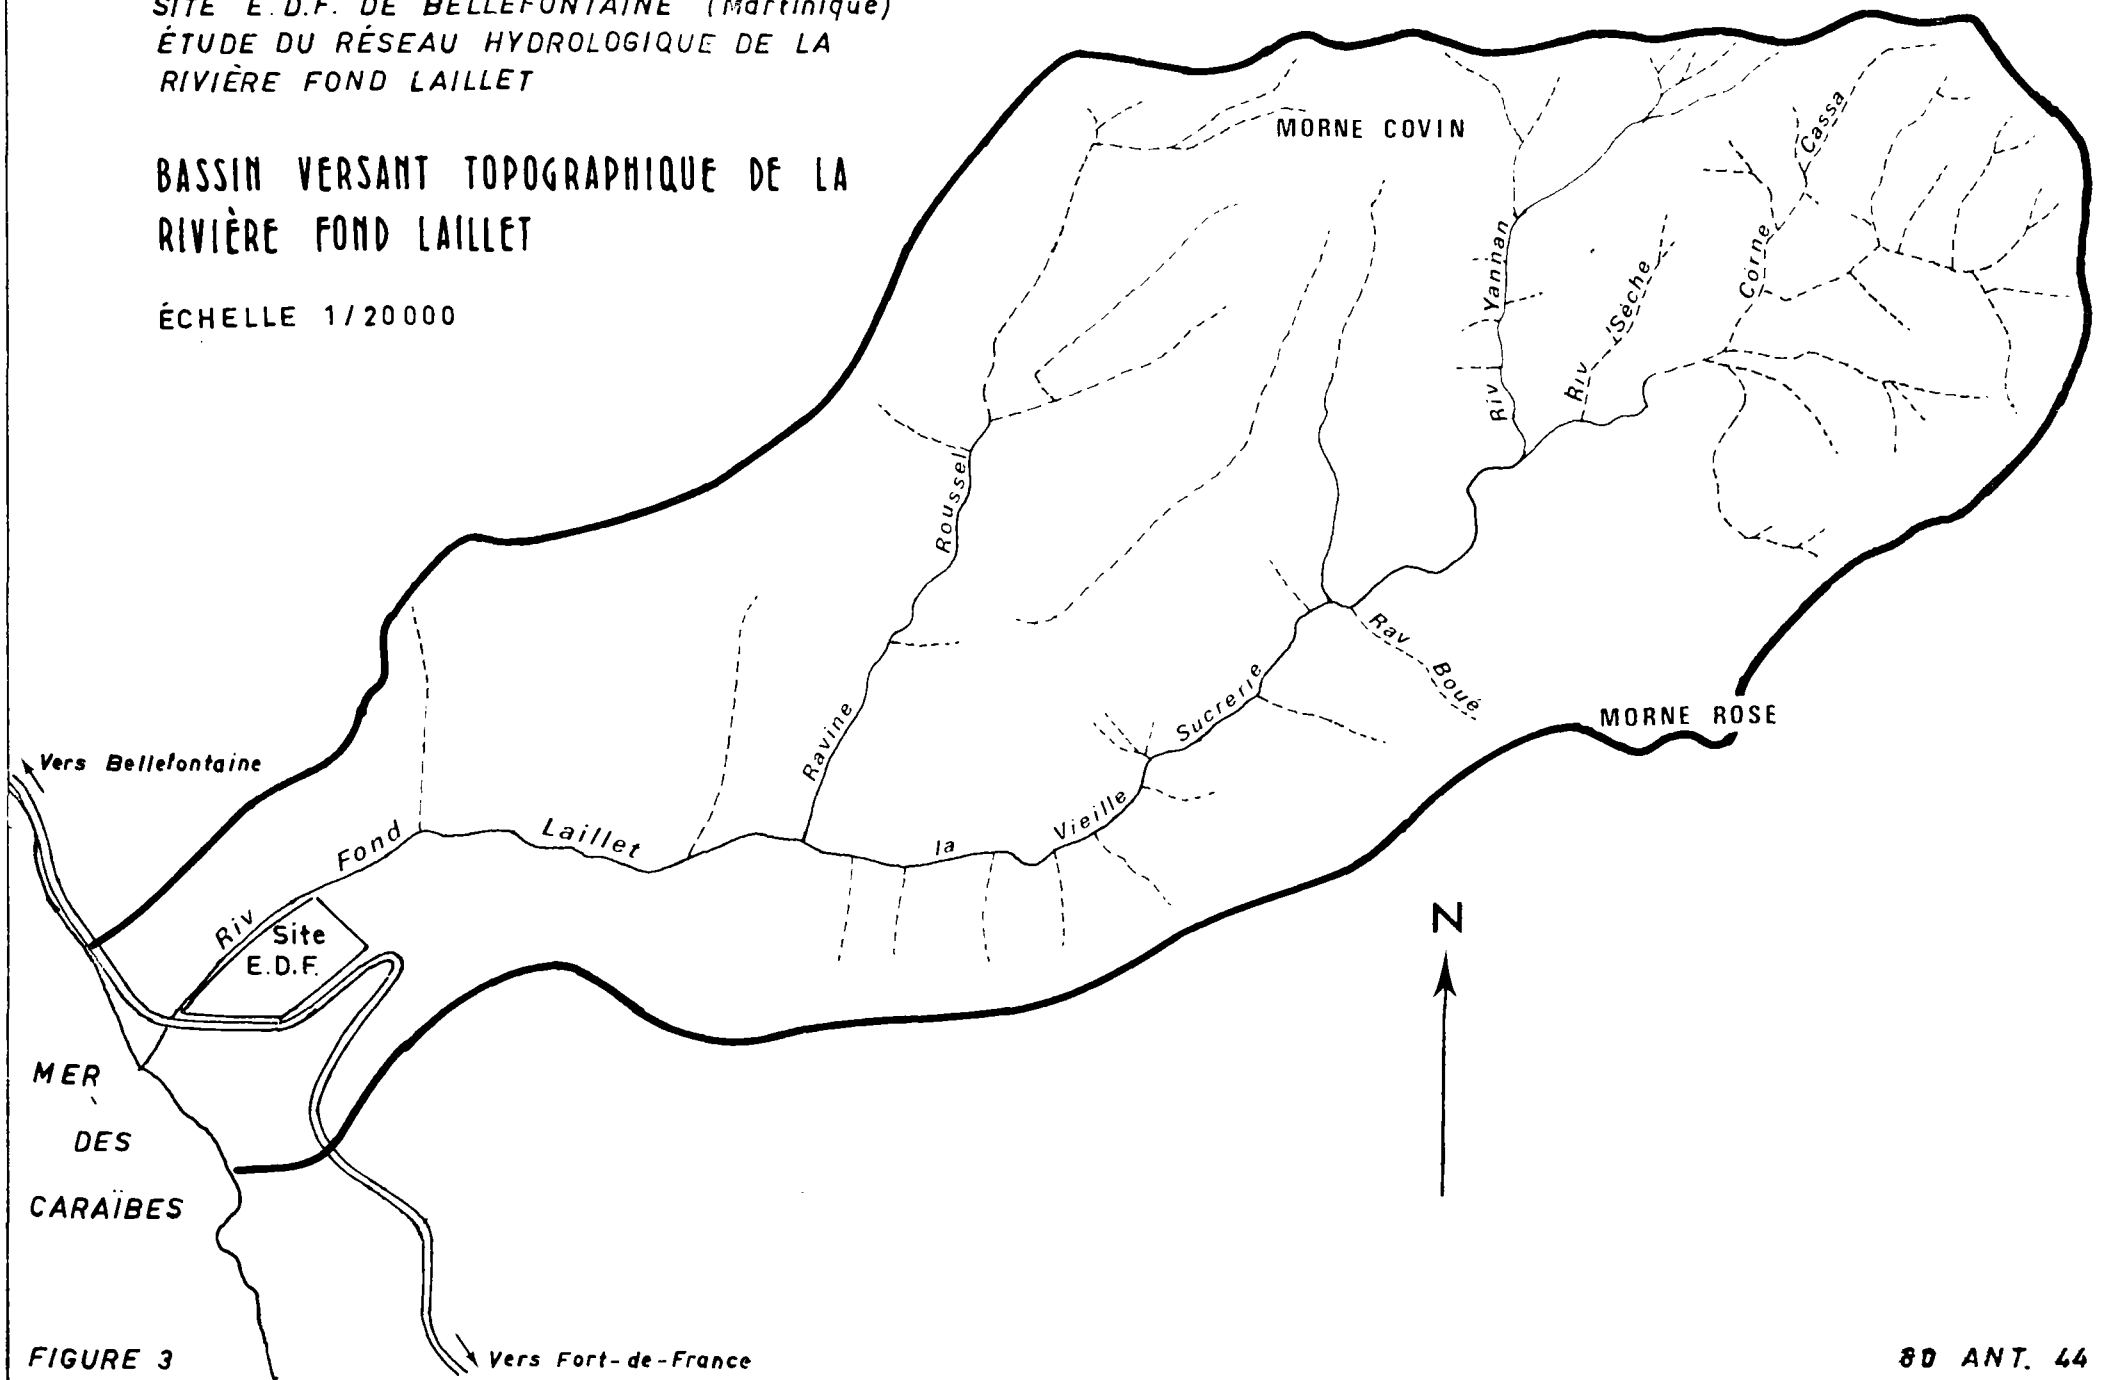 SITE E.D.F. DE BELLEFONTAINE (Martinique)
ÉTUDE DU RÉSEAU HYDROLOGIQUE DE LA
RIVIÈRE FOND LAILLET
BASSIN VERSANT TOPOGRAPHIQUE DE LA
RIVIÈRE FOND LAILLET
ÉCHELLE 1/20000
MORNE COVIN
Cassa
Corne
Riv Yannan
Riv Sèche
Ravine Roussel
Rav Boué
MORNE ROSE
Sucrerie
Vieille
la
Riv Fond Laillet
Vers Bellefontaine
Site
E.D.F.
N
MER
DES
CARAÏBES
Vers Fort-de-France
FIGURE 3
80 ANT. 44